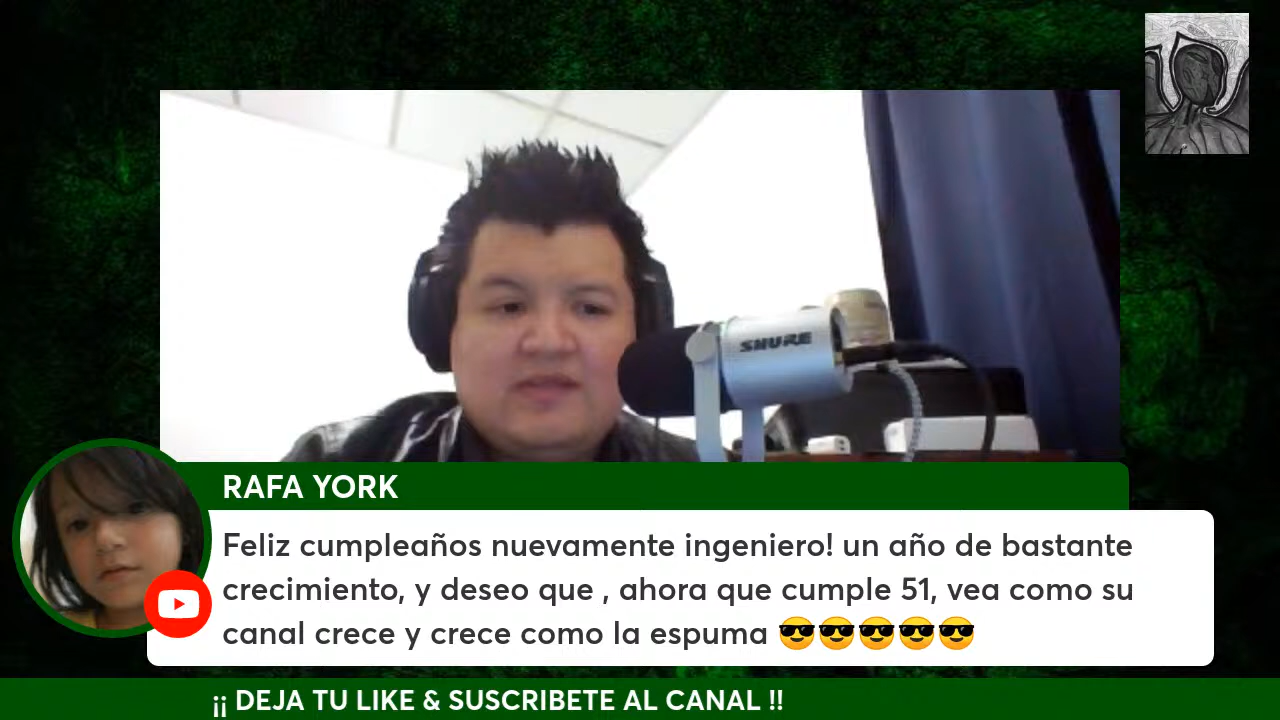 SHURE
RAFA YORK
Feliz cumpleaños nuevamente ingeniero! un año de bastante
crecimiento, y deseo que , ahora que cumple 51, vea como su
canal crece y crece como la espuma 😎😎😎😎😎
¡¡ DEJA TU LIKE & SUSCRIBETE AL CANAL !!